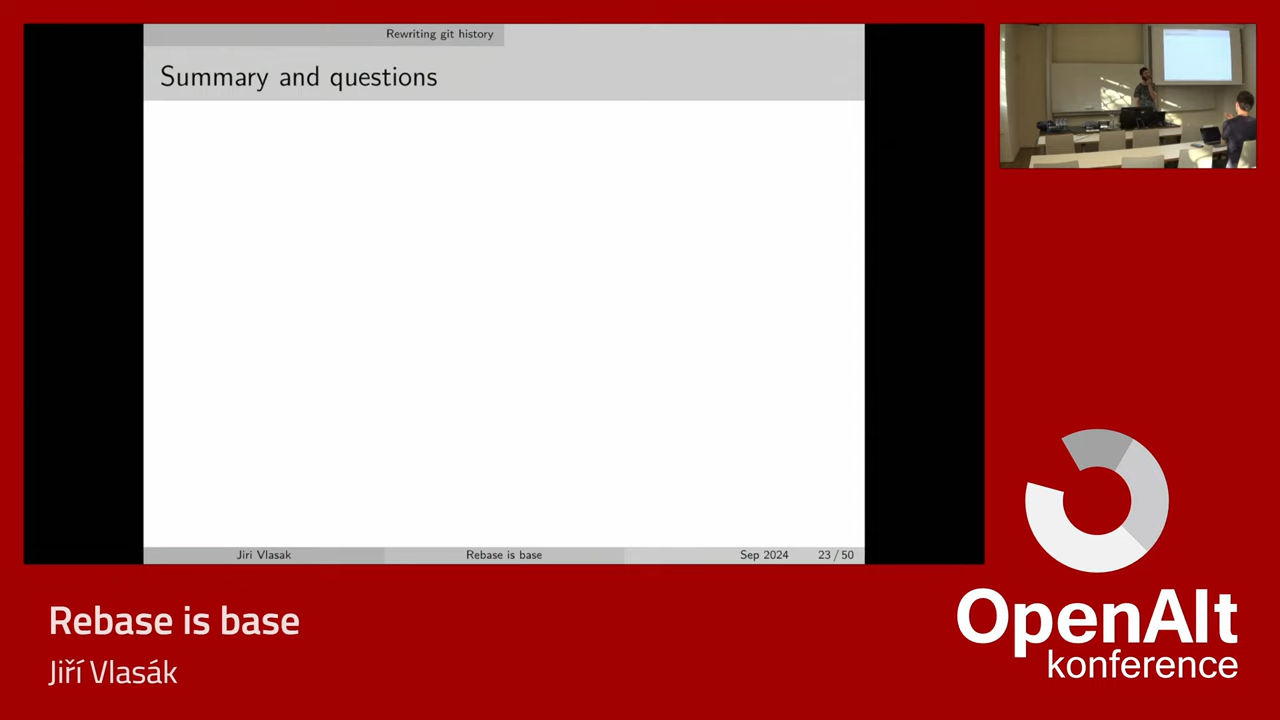 Rewriting git history
Summary and questions
Jiri Vlasak
Rebase is base
Sep 2024
23 / 50
Rebase is base
Jiří Vlasák
OpenAlt
konference